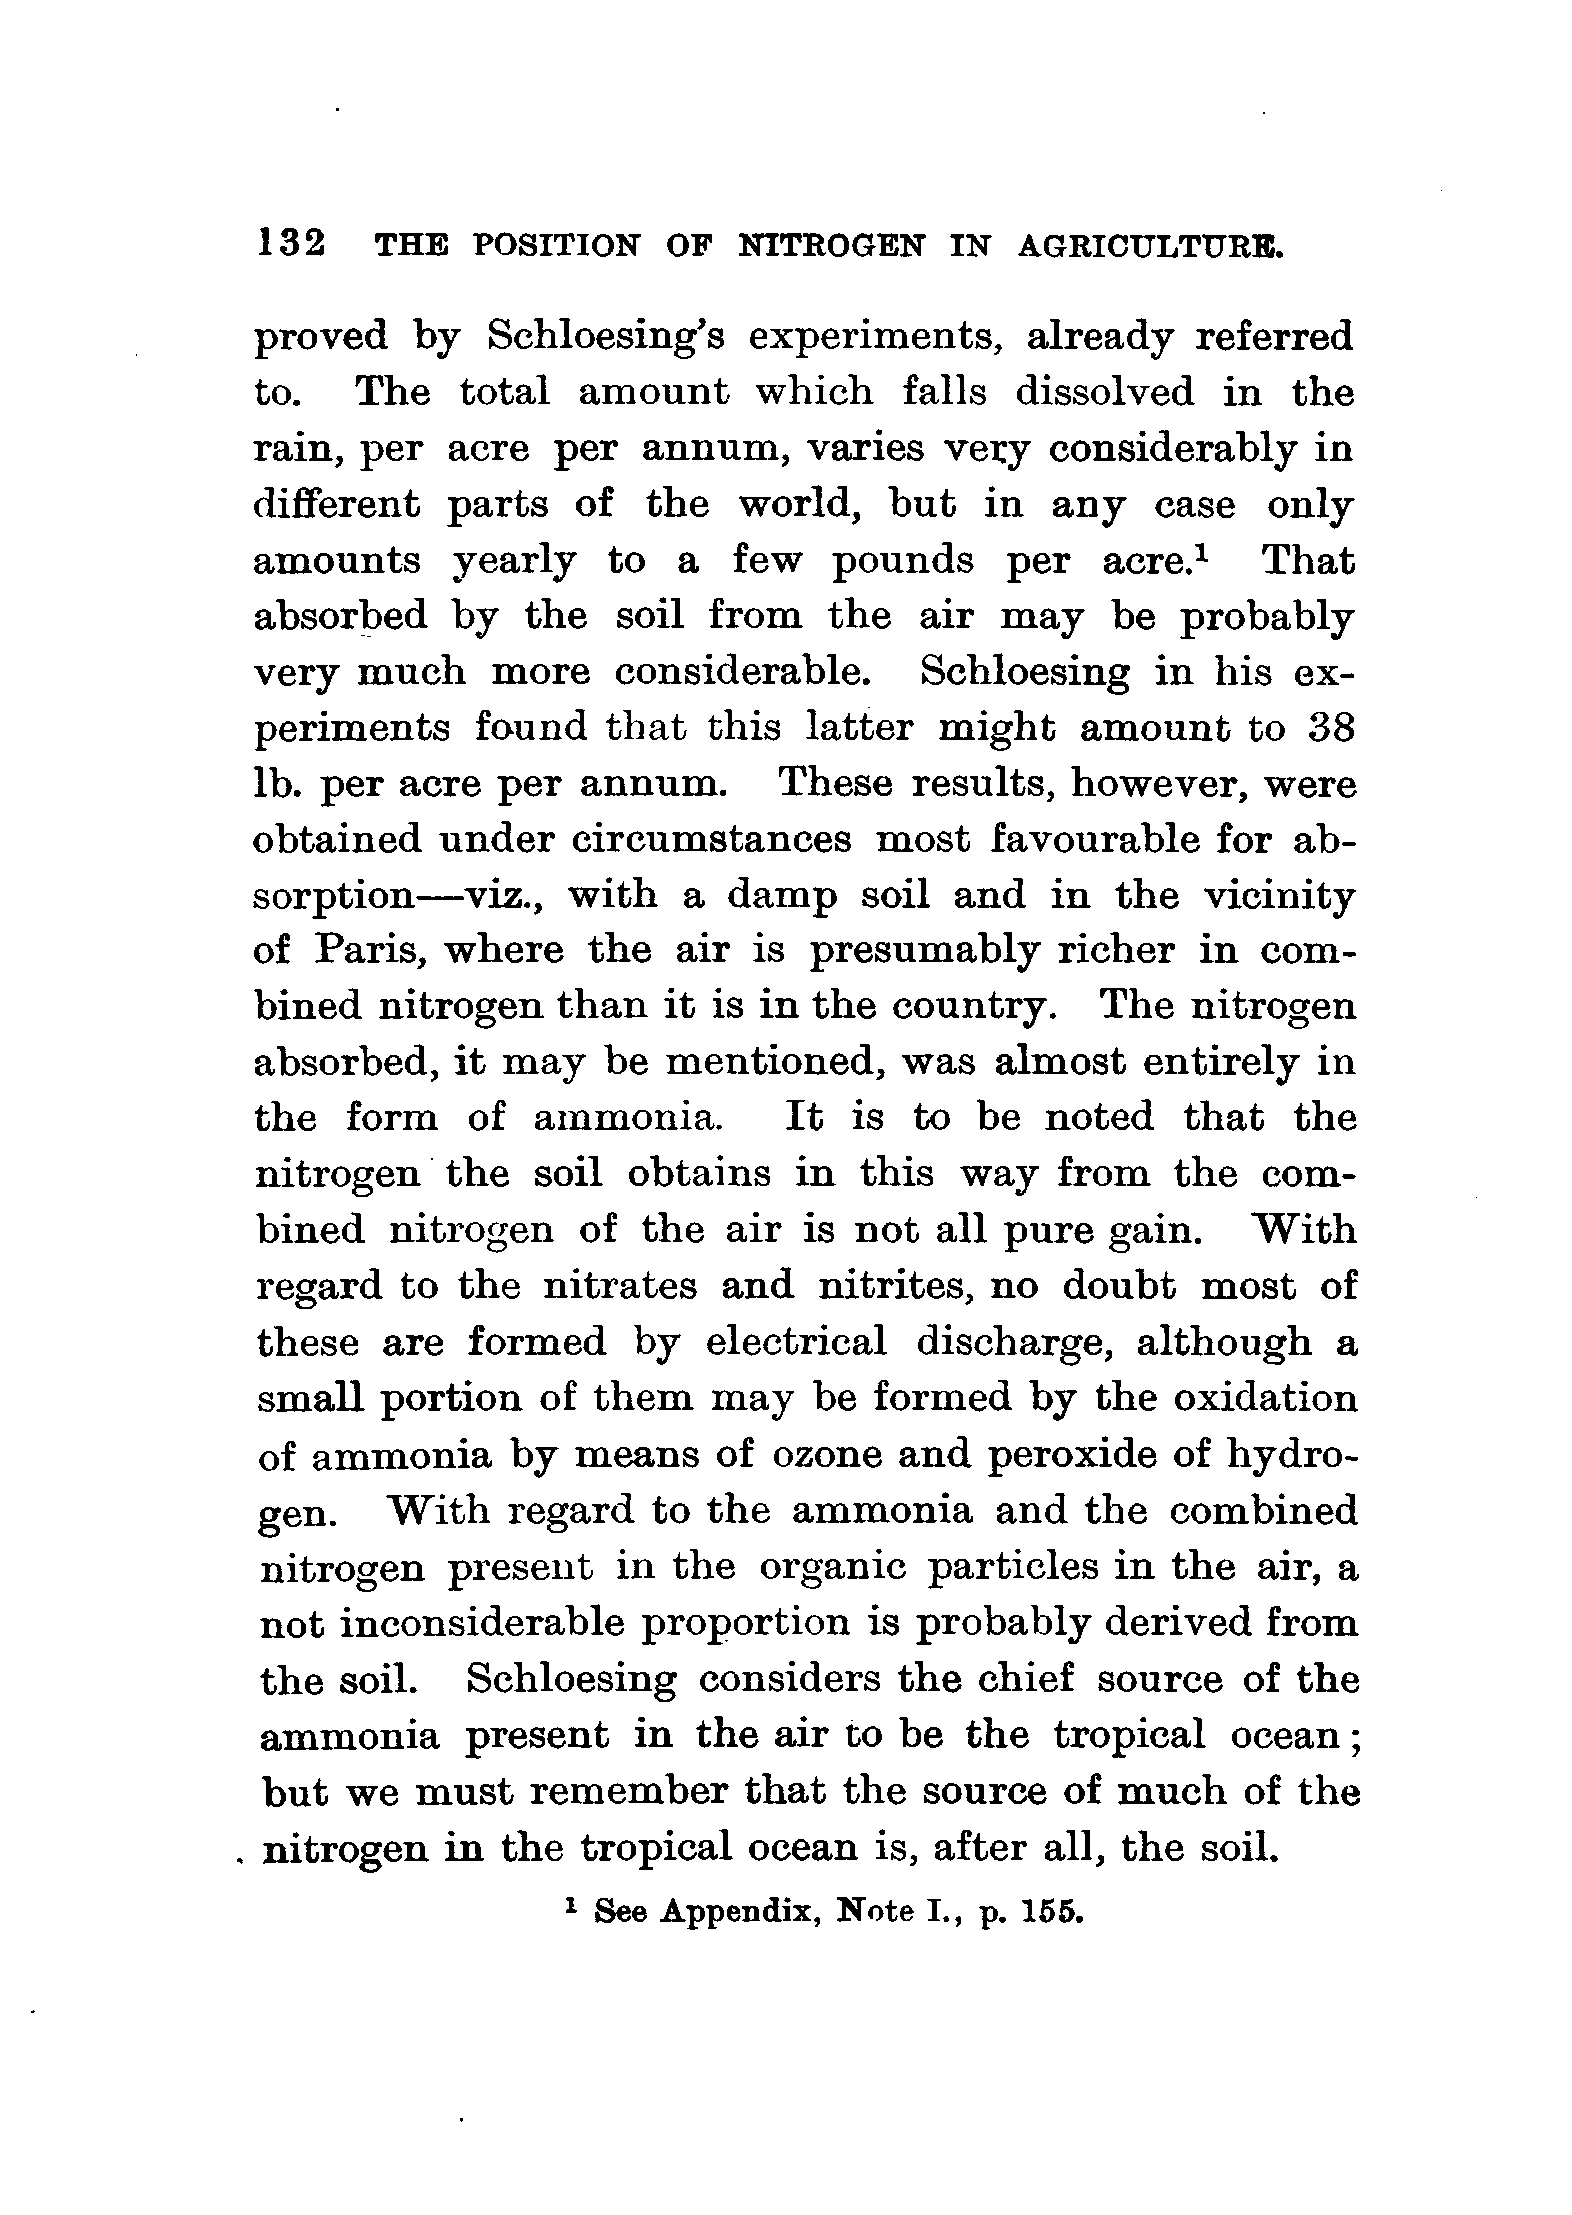 132 THE POSITION OF NITROGEN IN AGRICULTURE.
proved by Schloesing's experiments, already referred
to. The total amount which falls dissolved in the
rain, per acre per annum, varies very considerably in
different parts of the world, but in any case only
amounts yearly to a few pounds per acre.¹ That
absorbed by the soil from the air may be probably
very much more considerable. Schloesing in his ex-
periments found that this latter might amount to 38
lb. per acre per annum. These results, however, were
obtained under circumstances most favourable for ab-
sorption—viz., with a damp soil and in the vicinity
of Paris, where the air is presumably richer in com-
bined nitrogen than it is in the country. The nitrogen
absorbed, it may be mentioned, was almost entirely in
the form of ammonia. It is to be noted that the
nitrogen the soil obtains in this way from the com-
bined nitrogen of the air is not all pure gain. With
regard to the nitrates and nitrites, no doubt most of
these are formed by electrical discharge, although a
small portion of them may be formed by the oxidation
of ammonia by means of ozone and peroxide of hydro-
gen. With regard to the ammonia and the combined
nitrogen present in the organic particles in the air, a
not inconsiderable proportion is probably derived from
the soil. Schloesing considers the chief source of the
ammonia present in the air to be the tropical ocean;
but we must remember that the source of much of the
nitrogen in the tropical ocean is, after all, the soil.
¹ See Appendix, Note I., p. 155.